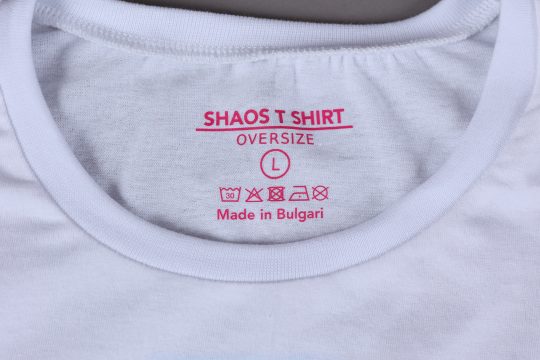 SHAOS T SHIRT
OVERSIZE
L
30
Made in Bulgari